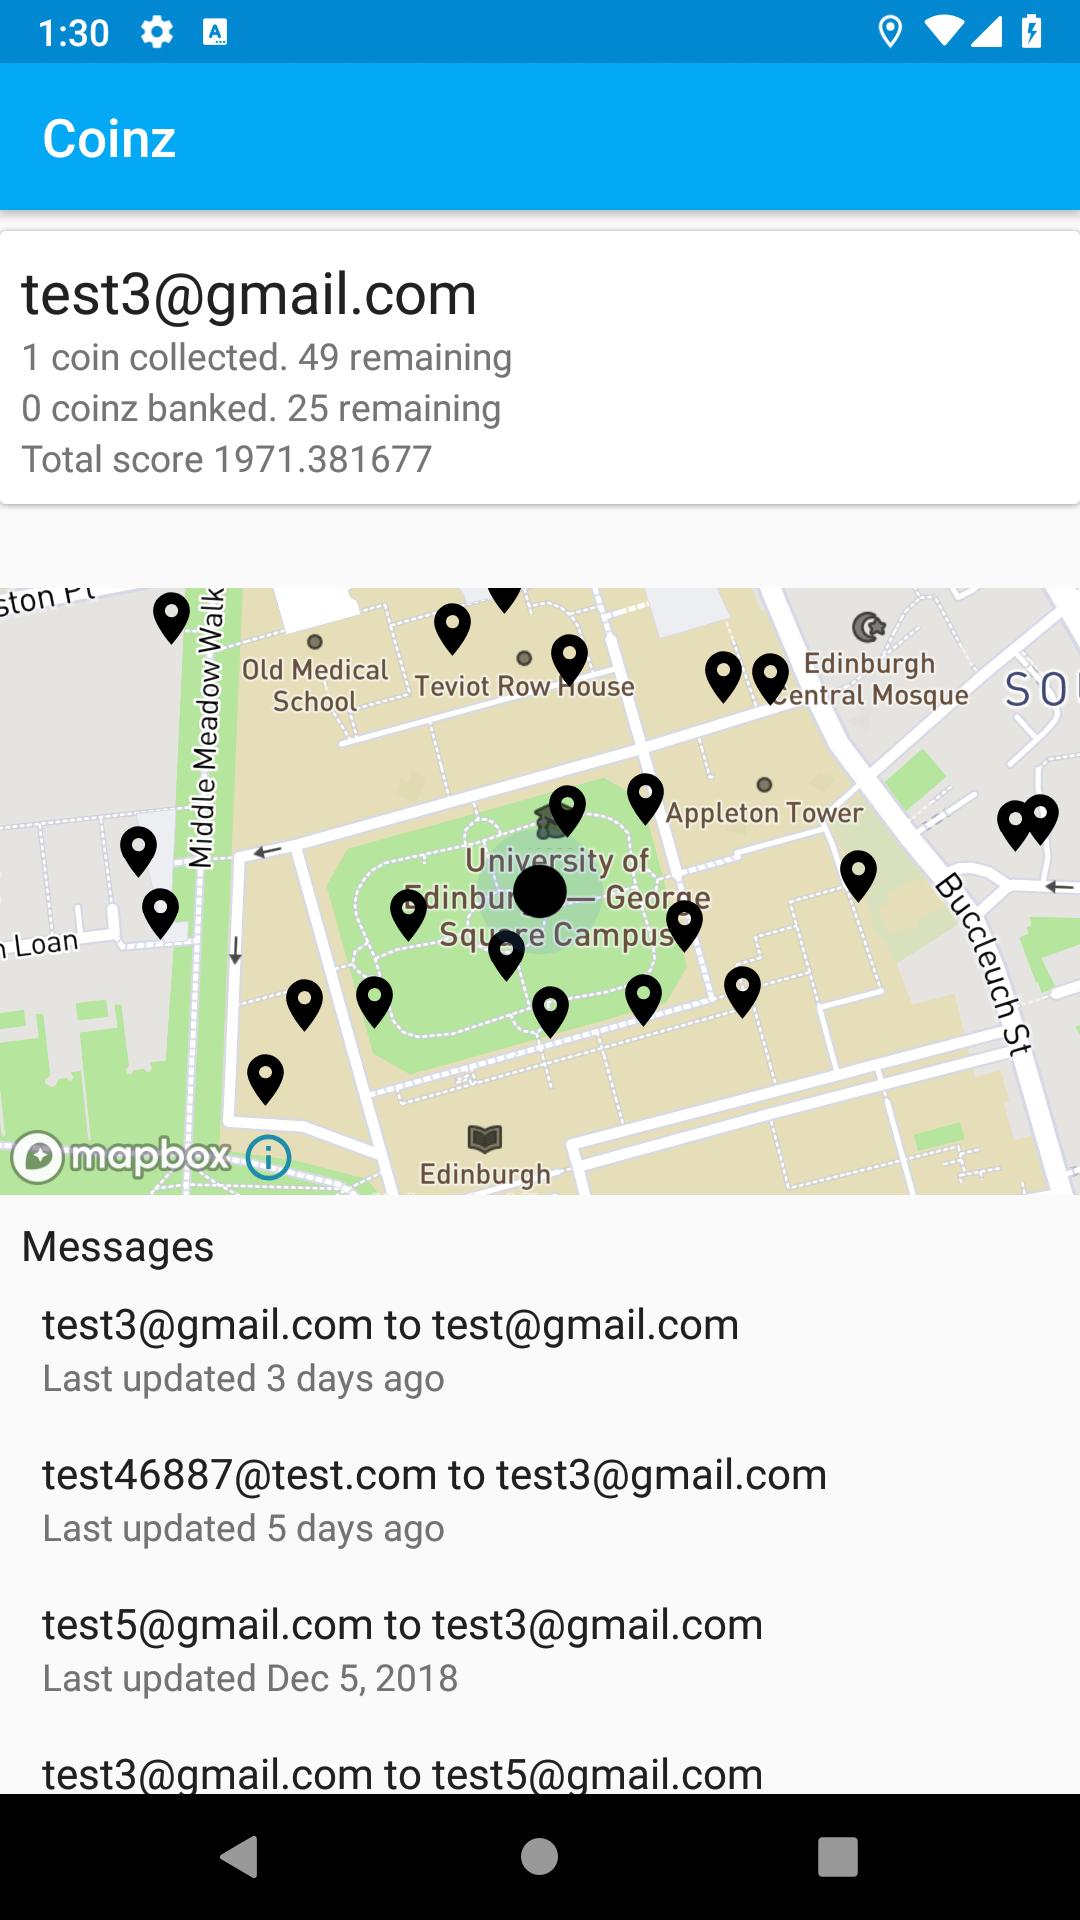 1:30
Coinz
test3@gmail.com
1 coin collected. 49 remaining
0 coinz banked. 25 remaining
Total score 1971.381677
Middle Meadow Walk
Old Medical
School
Teviot Row House
Edinburgh
Central Mosque
Appleton Tower
University of
Edinburgh — George
Square Campus
Loan
Buccleuch St
Edinburgh
mapbox
Messages
test3@gmail.com to test@gmail.com
Last updated 3 days ago
test46887@test.com to test3@gmail.com
Last updated 5 days ago
test5@gmail.com to test3@gmail.com
Last updated Dec 5, 2018
test3@gmail.com to test5@gmail.com